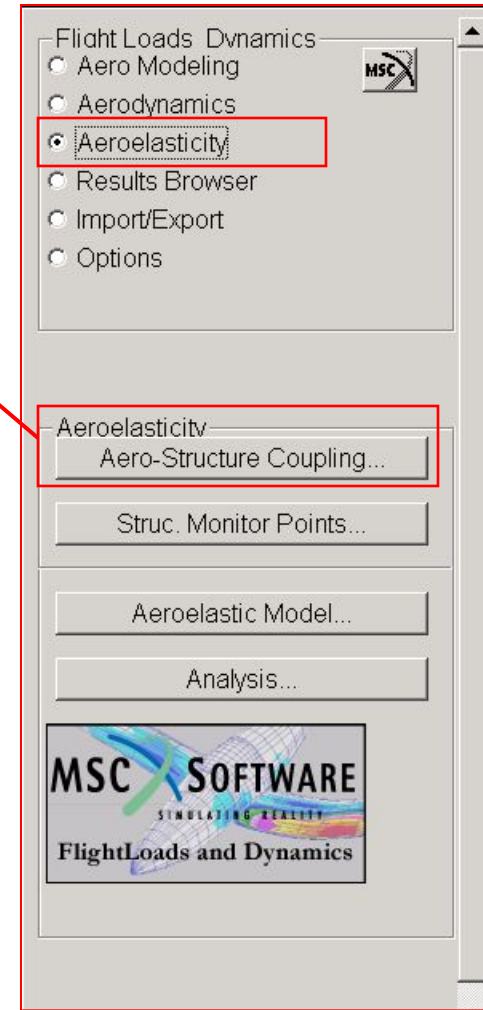 Flight Loads Dynamics
Aero Modeling
MSC
Aerodynamics
Aeroelasticity
Results Browser
Import/Export
Options
Aeroelasticity
Aero-Structure Coupling...
Struc. Monitor Points...
Aeroelastic Model...
Analysis...
MSC SOFTWARE
SIMULATING REALITY
FlightLoads and Dynamics